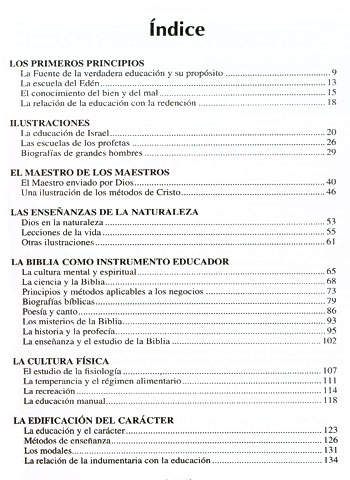 Índice
LOS PRIMEROS PRINCIPIOS
La Fuente de la verdadera educación y su propósito ............ 9
La escuela del Edén ............ 13
El conocimiento del bien y del mal ............ 15
La relación de la educación con la redención ............ 18
ILUSTRACIONES
La educación de Israel ............ 20
Las escuelas de los profetas ............ 26
Biografías de grandes hombres ............ 29
EL MAESTRO DE LOS MAESTROS
El Maestro enviado por Dios ............ 40
Una ilustración de los métodos de Cristo ............ 46
LAS ENSEÑANZAS DE LA NATURALEZA
Dios en la naturaleza ............ 53
Lecciones de la vida ............ 55
Otras ilustraciones ............ 61
LA BIBLIA COMO INSTRUMENTO EDUCADOR
La cultura mental y espiritual ............ 65
La ciencia y la Biblia ............ 68
Principios y métodos aplicables a los negocios ............ 73
Biografías bíblicas ............ 79
Poesía y canto ............ 86
Los misterios de la Biblia ............ 93
La historia y la profecía ............ 95
La enseñanza y el estudio de la Biblia ............ 102
LA CULTURA FÍSICA
El estudio de la fisiología ............ 107
La temperancia y el régimen alimentario ............ 111
La recreación ............ 114
La educación manual ............ 118
LA EDIFICACIÓN DEL CARÁCTER
La educación y el carácter ............ 123
Métodos de enseñanza ............ 126
Los modales ............ 131
La relación de la indumentaria con la educación ............ 134